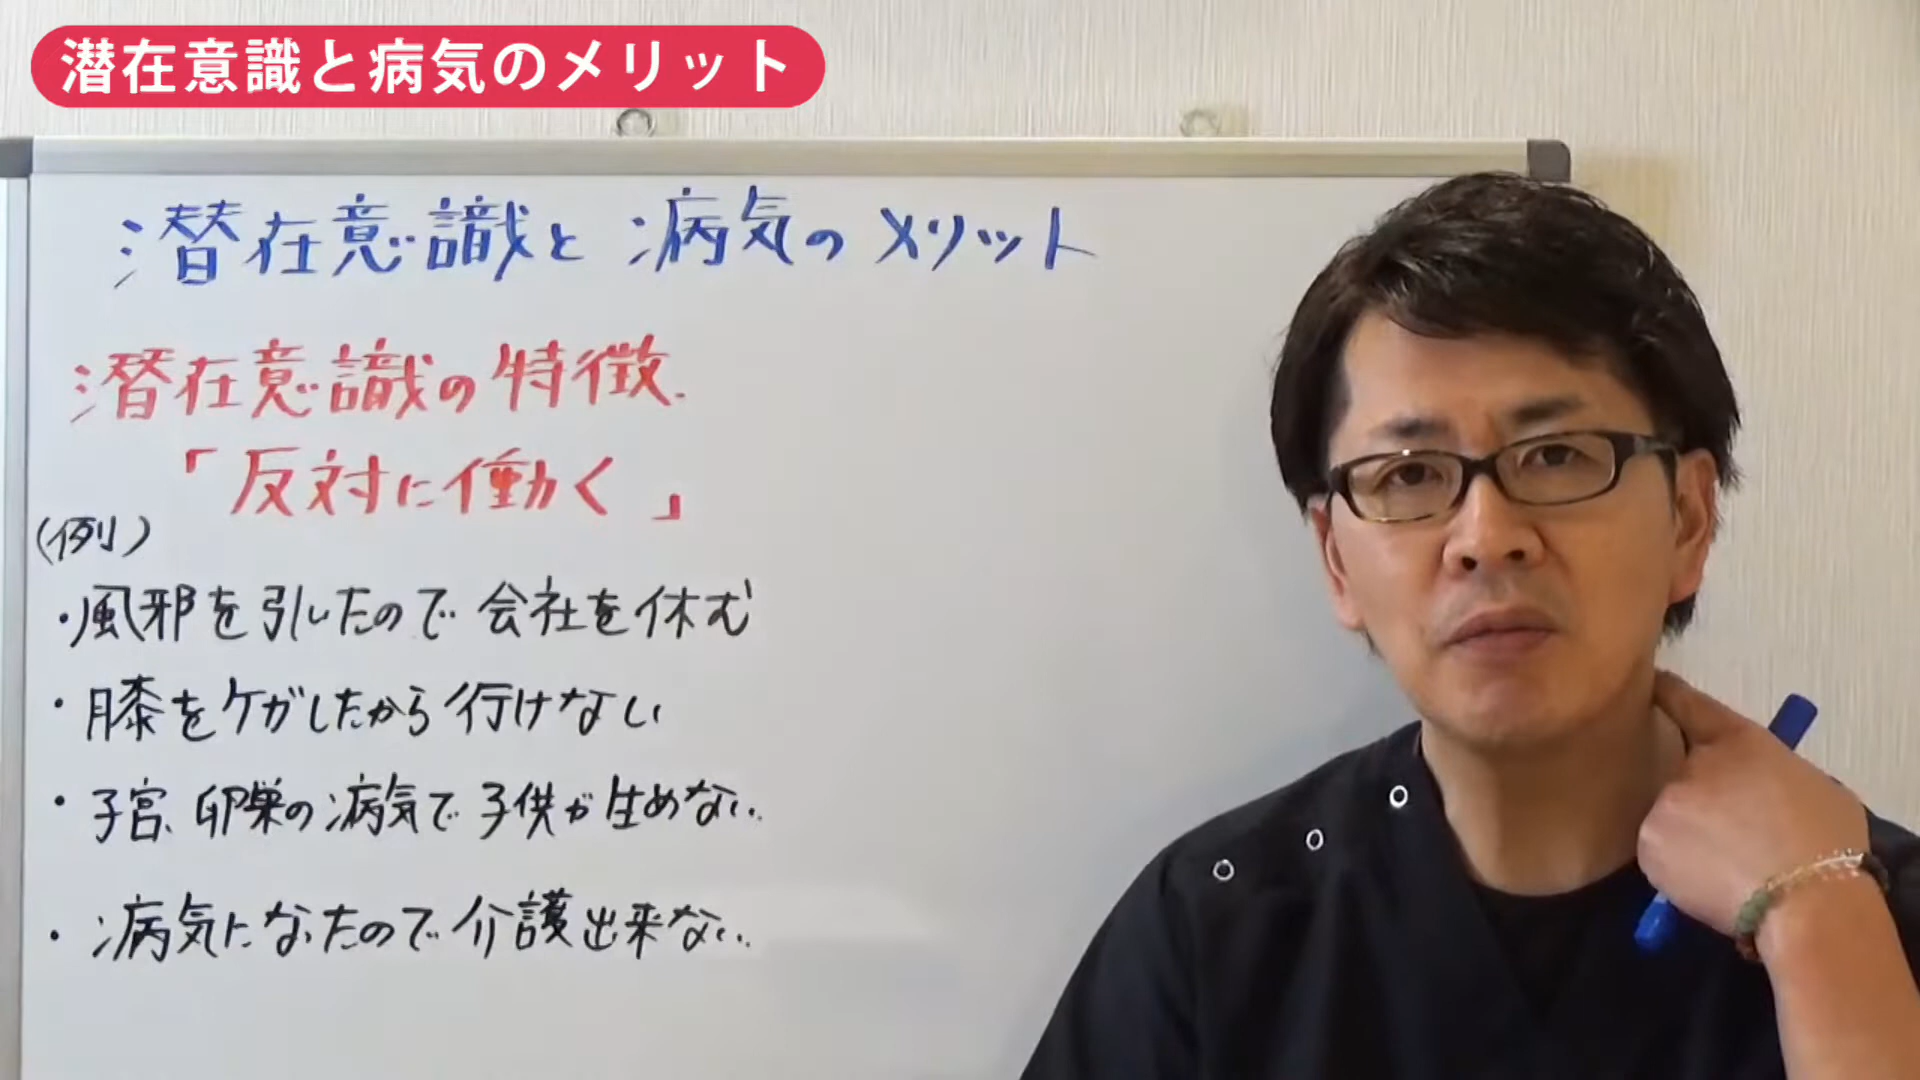 潜在意識と病気のメリット
潜在意識と病気のメリット
潜在意識の特徴.
「反対に働く」
(例)
・風邪を引いたので会社を休む
・膝をケガしたから行けない
・子宮、卵巣の病気で子供が生めない.
・病気になったので介護出来ない.